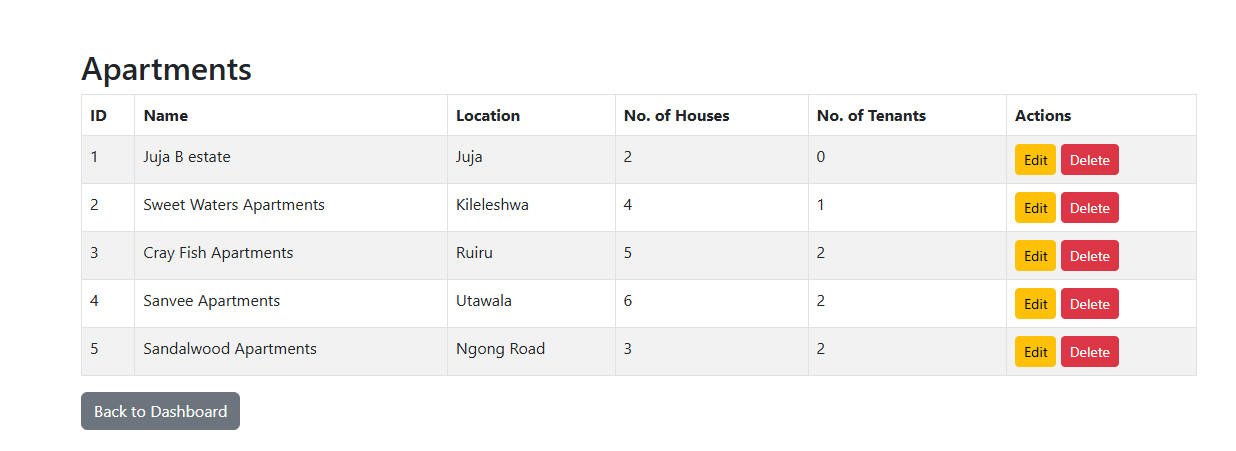 Apartments
ID Name Location No. of Houses No. of Tenants Actions
1 Juja B estate Juja 2 0 Edit Delete
2 Sweet Waters Apartments Kileleshwa 4 1 Edit Delete
3 Cray Fish Apartments Ruiru 5 2 Edit Delete
4 Sanvee Apartments Utawala 6 2 Edit Delete
5 Sandalwood Apartments Ngong Road 3 2 Edit Delete
Back to Dashboard